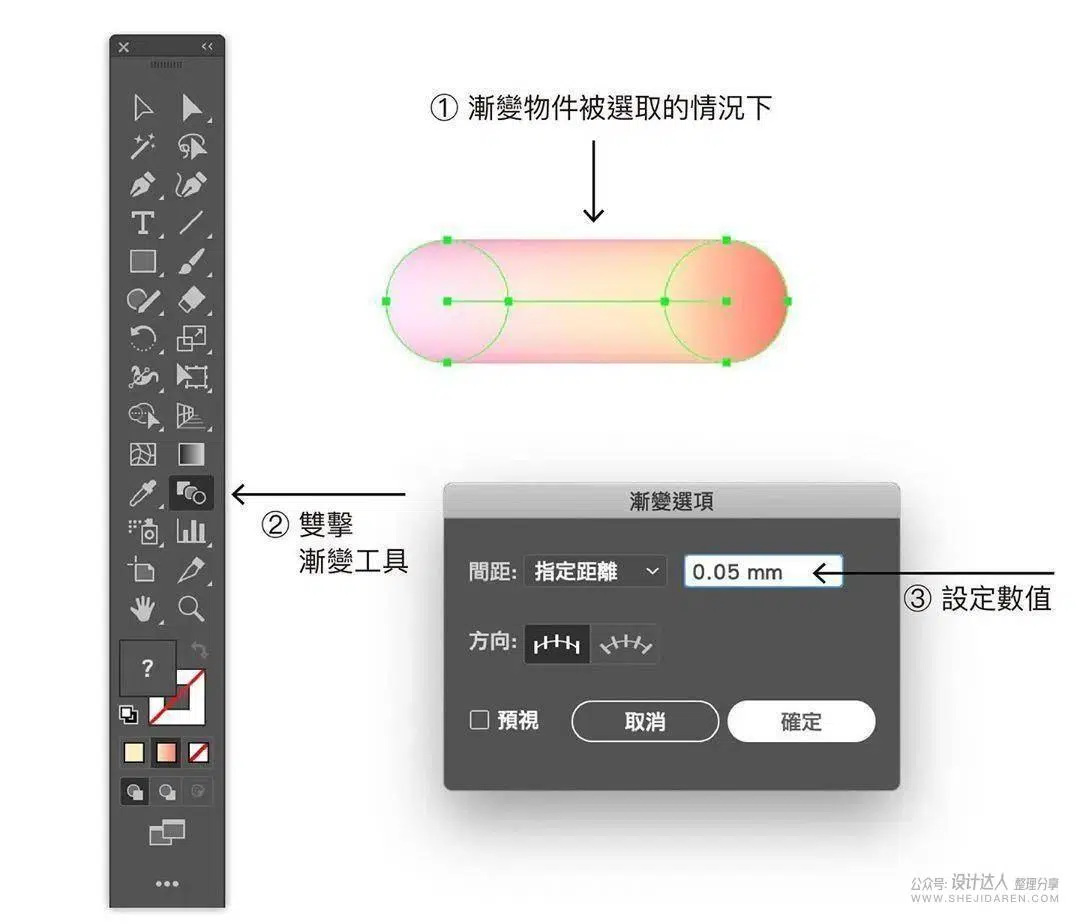 ① 漸變物件被選取的情況下
② 雙擊
漸變工具
漸變選項
間距: 指定距離 0.05 mm
③ 設定數值
方向:
預視 取消 確定
?
公众号: 设计达人 整理分享
WWW.SHEJIDAREN.COM